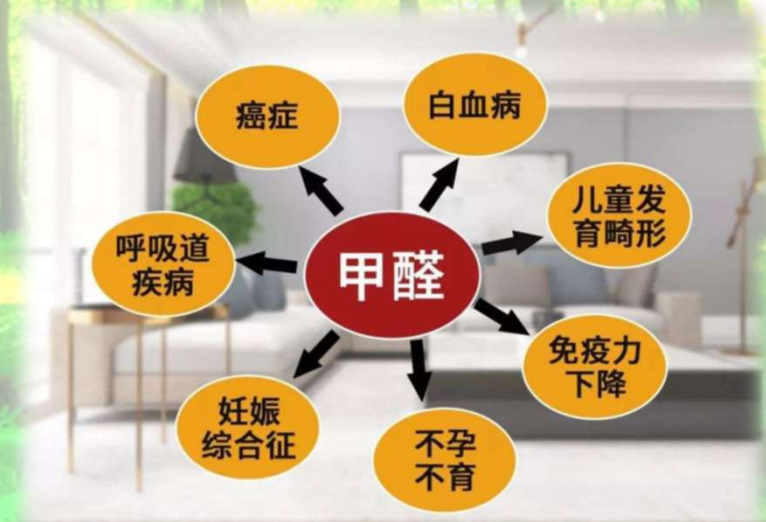 癌症
白血病
儿童发
育畸形
呼吸道
疾病
甲醛
免疫力
下降
妊娠
综合征
不孕
不育